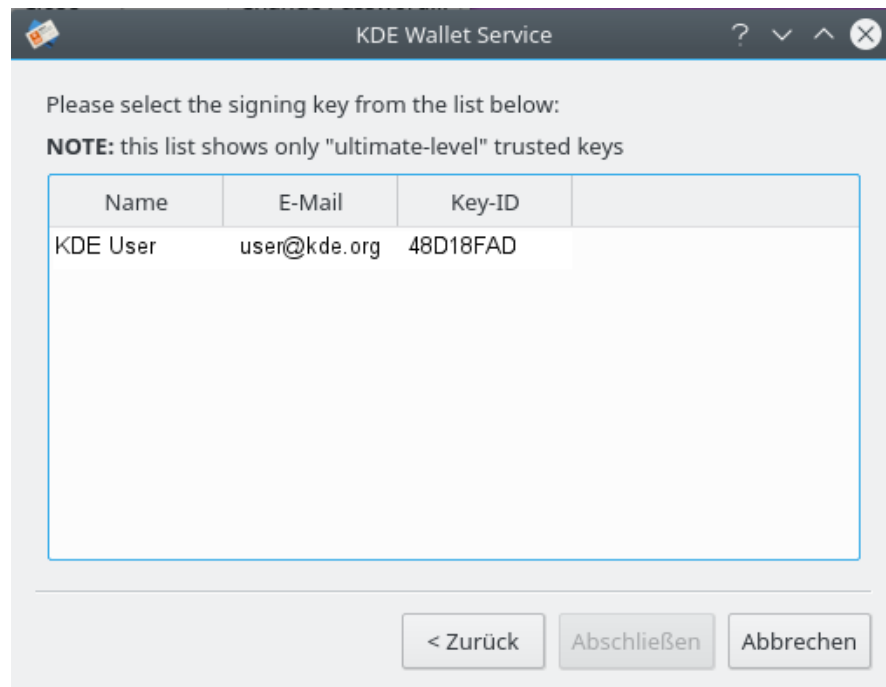 KDE Wallet Service
Please select the signing key from the list below:
NOTE: this list shows only "ultimate-level" trusted keys
Name E-Mail Key-ID
KDE User user@kde.org 48D18FAD
< Zurück Abschließen Abbrechen